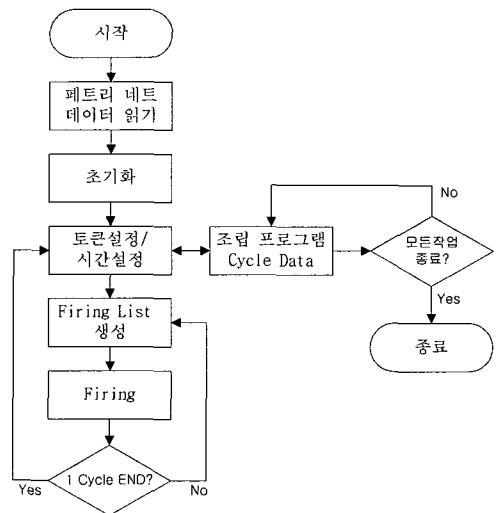 시작
페트리 네트
데이터 읽기
초기화
토큰설정/
시간설정
조립 프로그램
Cycle Data
No
모든작업
종료?
Yes
종료
Firing List
생성
Firing
1 Cycle END?
Yes
No